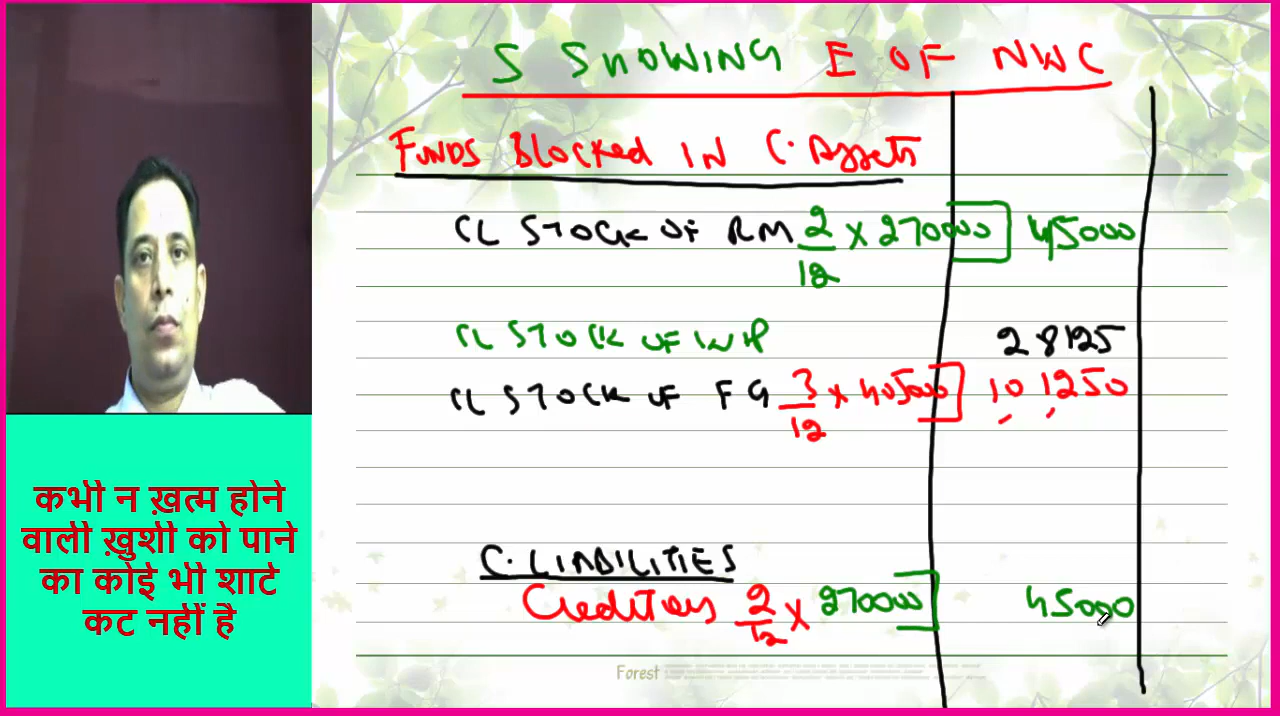 S SHOWING E OF NWC
FUNDS Blocked IN C. Assets
CL STOCK OF RM 2/12 x 270000 45000
CL STOCK OF WIP 28125
CL STOCK OF FG 3/12 x 405000 101250
C. LIABILITIES
Creditors 2/12 x 270000 45000
Forest
कभी न ख़त्म होने
वाली ख़ुशी को पाने
का कोई भी शार्ट
कट नहीं है